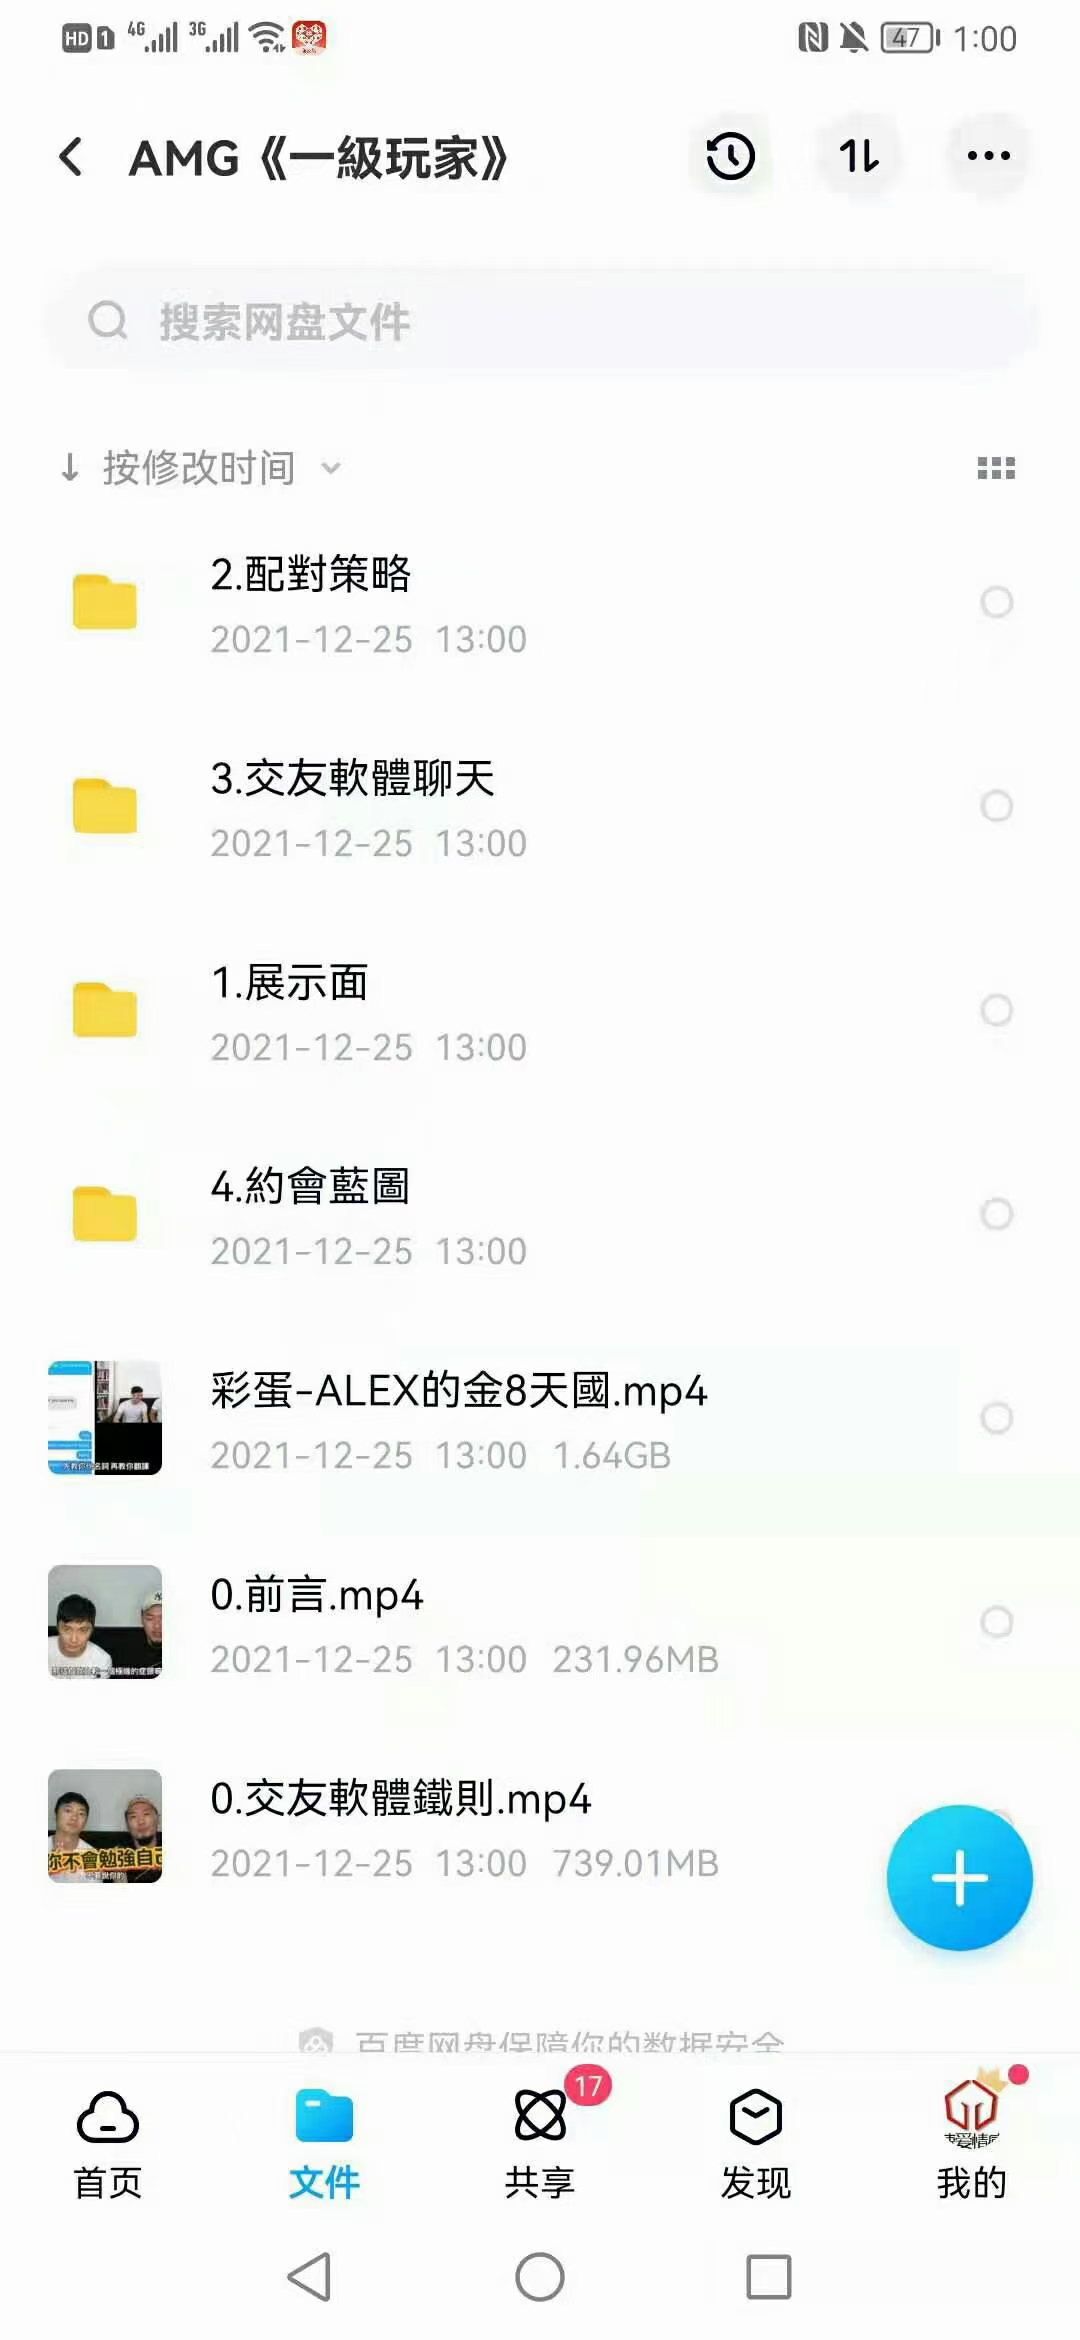 HD 1 4G 3G 47 1:00
AMG《一級玩家》
搜索网盘文件
按修改时间
2.配對策略
2021-12-25 13:00
3.交友軟體聊天
2021-12-25 13:00
1.展示面
2021-12-25 13:00
4.約會藍圖
2021-12-25 13:00
彩蛋-ALEX的金8天國.mp4
2021-12-25 13:00 1.64GB
0.前言.mp4
2021-12-25 13:00 231.96MB
0.交友軟體鐵則.mp4
你不會勉強自己
2021-12-25 13:00 739.01MB
百度网盘保障你的数据安全
17
首页 文件 共享 发现 我的